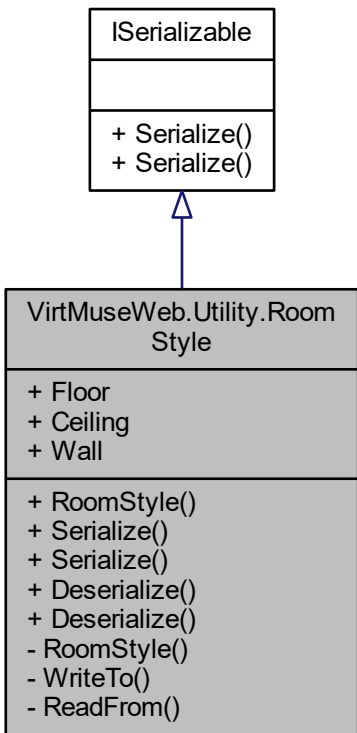 ISerializable
+ Serialize()
+ Serialize()
VirtMuseWeb.Utility.Room
Style
+ Floor
+ Ceiling
+ Wall
+ RoomStyle()
+ Serialize()
+ Serialize()
+ Deserialize()
+ Deserialize()
- RoomStyle()
- WriteTo()
- ReadFrom()